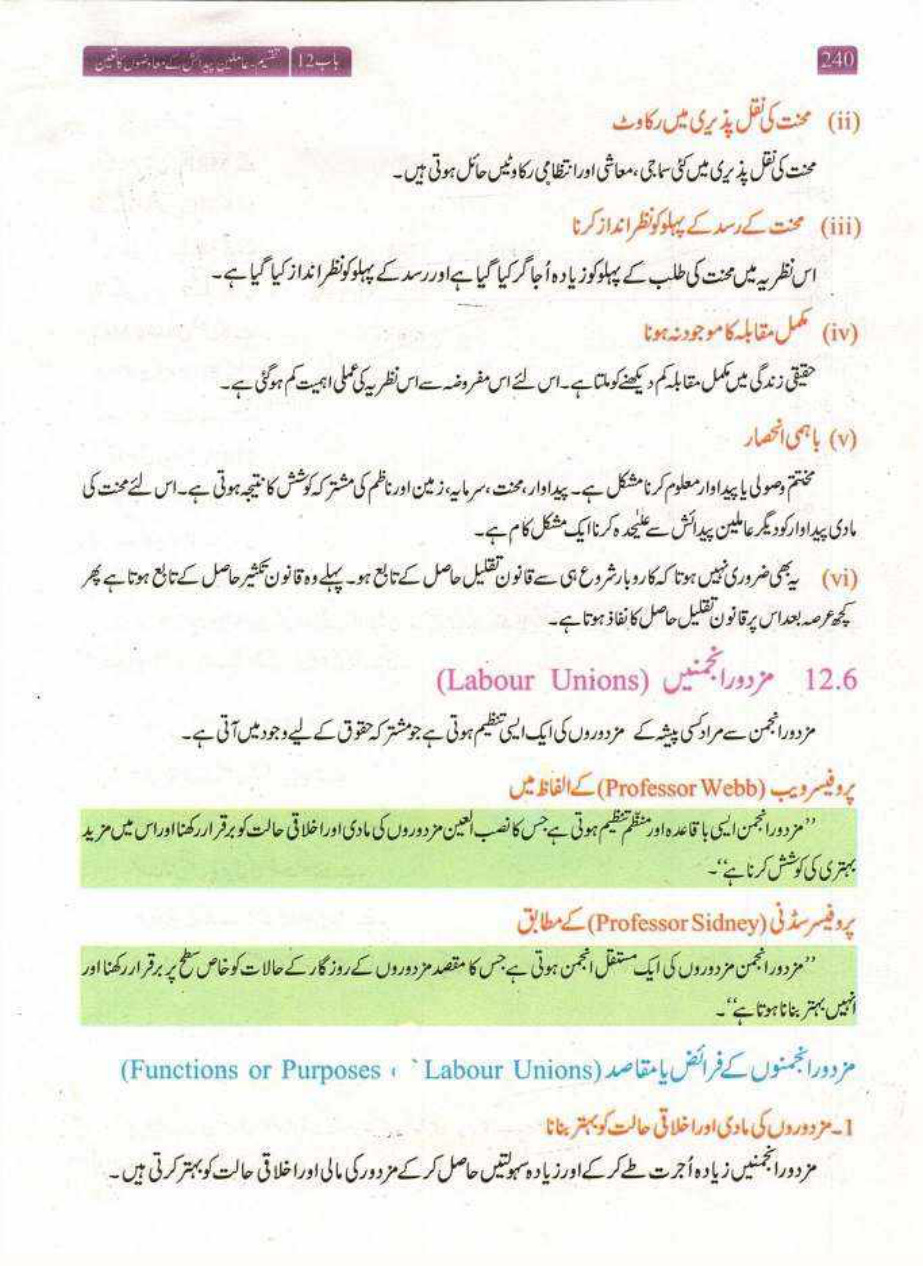 240
باب 12 تقسیم۔عاملین پیدائش کے معاوضوں کا تعین
(ii) محنت کی نقل پذیری میں رکاوٹ
محنت کی نقل پذیری میں کئی سماجی، معاشی اور انتظامی رکاوٹیں حائل ہوتی ہیں۔
(iii) محنت کے رسد کے پہلو کو نظر انداز کرنا
اس نظریہ میں محنت کی طلب کے پہلو کو زیادہ اُجاگر کیا گیا ہے اور رسد کے پہلو کو نظر انداز کیا گیا ہے۔
(iv) مکمل مقابلہ کا موجود نہ ہونا
حقیقی زندگی میں مکمل مقابلہ کم دیکھنے کو ملتا ہے۔ اس لئے اس مفروضہ سے اس نظریہ کی عملی اہمیت کم ہوگئی ہے۔
(v) باہمی انحصار
مختتم وصولی یا پیداوار معلوم کرنا مشکل ہے۔ پیداوار، محنت، سرمایہ، زمین اور ناظم کی مشترکہ کوشش کا نتیجہ ہوتی ہے۔ اس لئے محنت کی
مادی پیداوار کو دیگر عاملین پیدائش سے علیٰحدہ کرنا ایک مشکل کام ہے۔
(vi) یہ بھی ضروری نہیں ہوتا کہ کاروبار شروع ہی سے قانون تقلیل حاصل کے تابع ہو۔ پہلے وہ قانون تکثیر حاصل کے تابع ہوتا ہے پھر
کچھ عرصہ بعد اس پر قانون تقلیل حاصل کا نفاذ ہوتا ہے۔
12.6 مزدور انجمنیں (Labour Unions)
مزدور انجمن سے مراد کسی پیشہ کے مزدوروں کی ایک ایسی تنظیم ہوتی ہے جو مشترکہ حقوق کے لیے وجود میں آتی ہے۔
پروفیسر ویب (Professor Webb) کے الفاظ میں
’’مزدور انجمن ایسی باقاعدہ اور منظّم تنظیم ہوتی ہے جس کا نصب العین مزدوروں کی مادی اور اخلاقی حالت کو برقرار رکھنا اور اس میں مزید
بہتری کی کوشش کرنا ہے‘‘۔
پروفیسر سڈنی (Professor Sidney) کے مطابق
’’مزدور انجمن مزدوروں کی ایک مستقل انجمن ہوتی ہے جس کا مقصد مزدوروں کے روزگار کے حالات کو خاص سطح پر برقرار رکھنا اور
انہیں بہتر بنانا ہوتا ہے‘‘۔
مزدور انجمنوں کے فرائض یا مقاصد (Functions or Purposes ، ` Labour Unions)
1۔مزدوروں کی مادی اور اخلاقی حالت کو بہتر بنانا
مزدور انجمنیں زیادہ اُجرت طے کر کے اور زیادہ سہولتیں حاصل کر کے مزدور کی مالی اور اخلاقی حالت کو بہتر کرتی ہیں۔